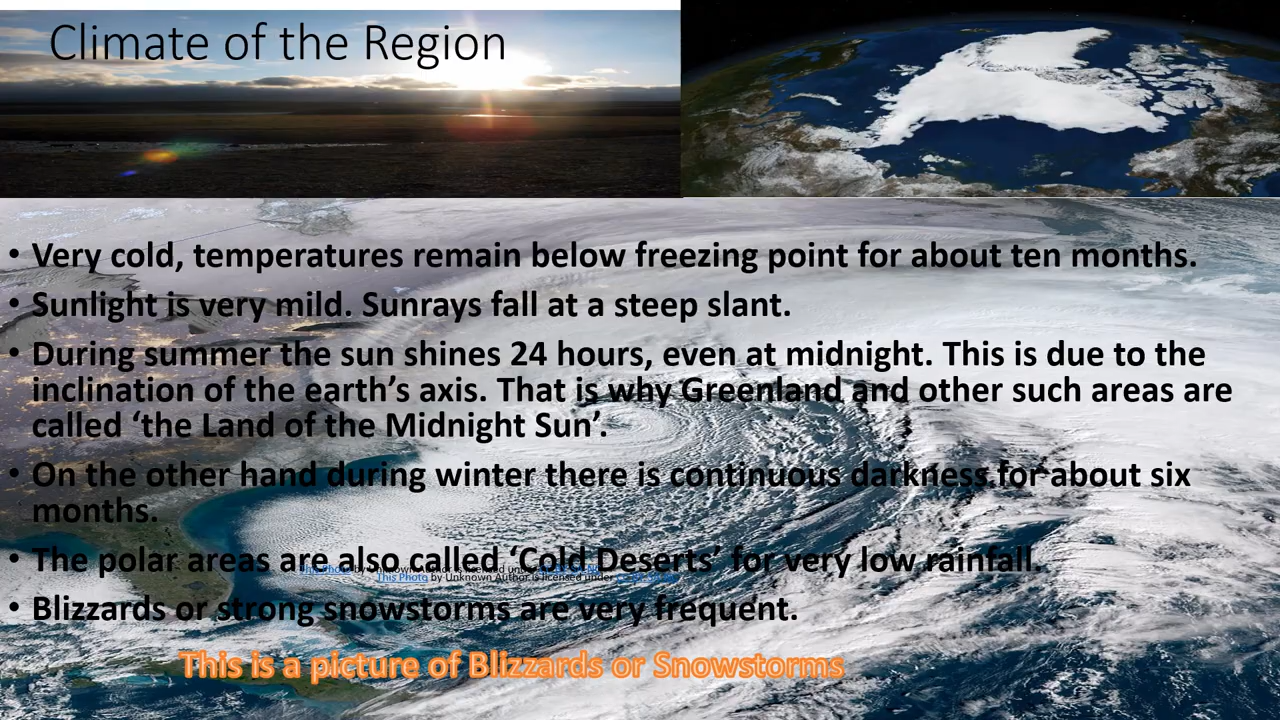 Climate of the Region
• Very cold, temperatures remain below freezing point for about ten months.
• Sunlight is very mild. Sunrays fall at a steep slant.
• During summer the sun shines 24 hours, even at midnight. This is due to the
inclination of the earth’s axis. That is why Greenland and other such areas are
called ‘the Land of the Midnight Sun’.
• On the other hand during winter there is continuous darkness for about six
months.
• The polar areas are also called ‘Cold Deserts’ for very low rainfall.
This Photo by Unknown Author is licensed under
• Blizzards or strong snowstorms are very frequent.
This is a picture of Blizzards or Snowstorms